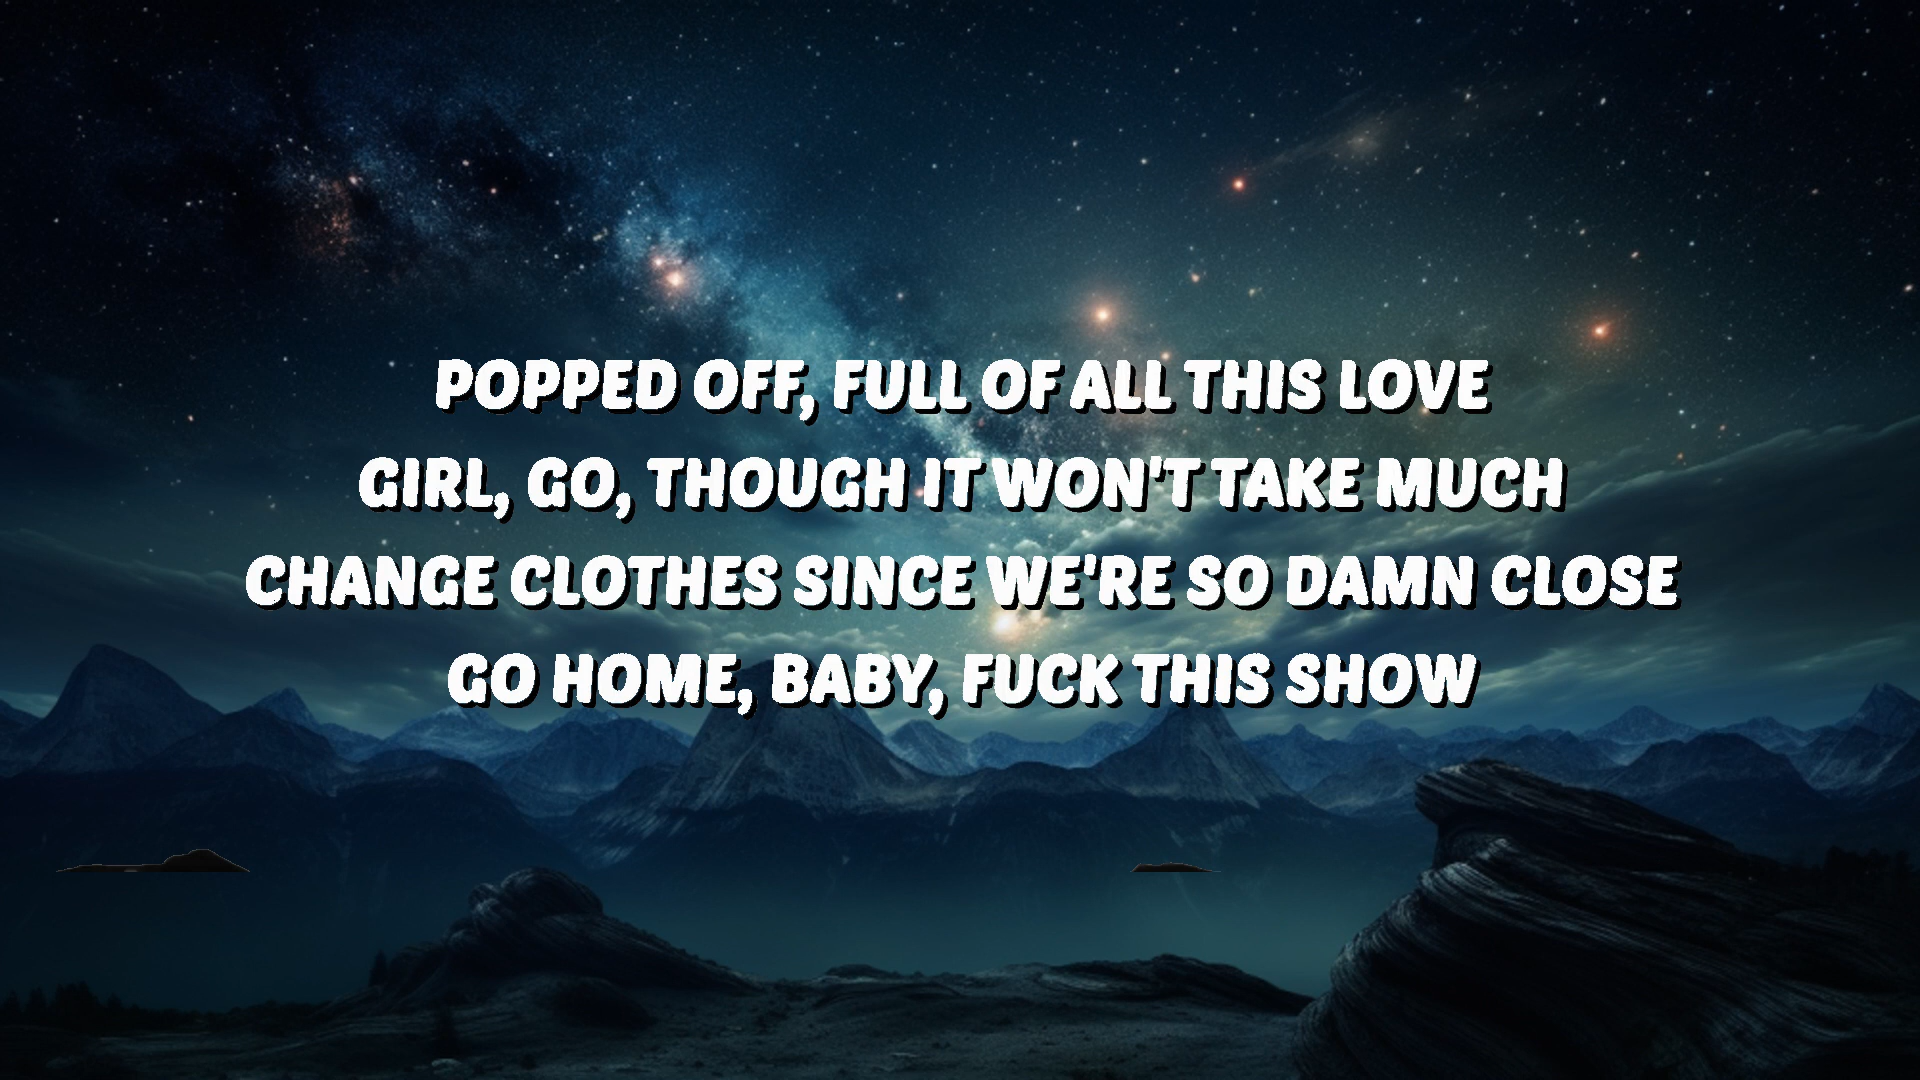 POPPED OFF, FULL OF ALL THIS LOVE
GIRL, GO, THOUGH IT WON'T TAKE MUCH
CHANGE CLOTHES SINCE WE'RE SO DAMN CLOSE
GO HOME, BABY, FUCK THIS SHOW